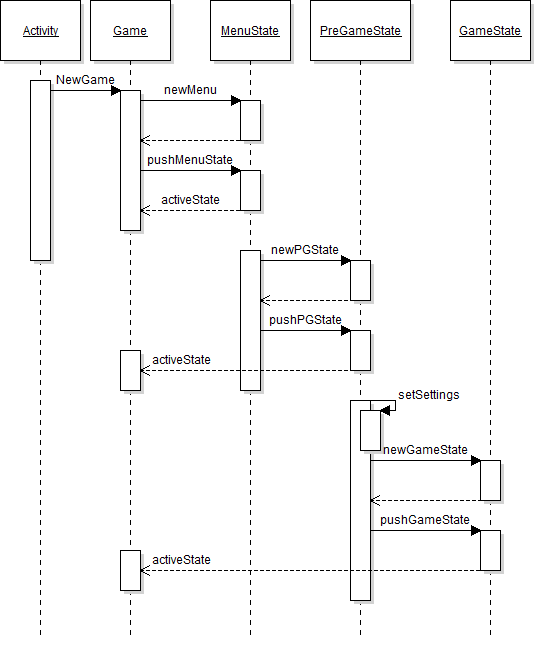 Activity
Game
MenuState
PreGameState
GameState
NewGame
newMenu
pushMenuState
activeState
newPGState
pushPGState
activeState
setSettings
newGameState
pushGameState
activeState